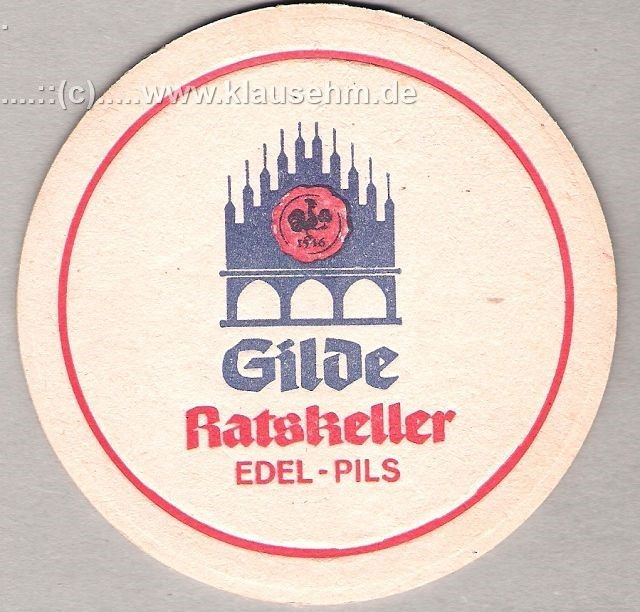 ....::(c).....www.klausehm.de
1546
Gilde
Ratskeller
EDEL-PILS